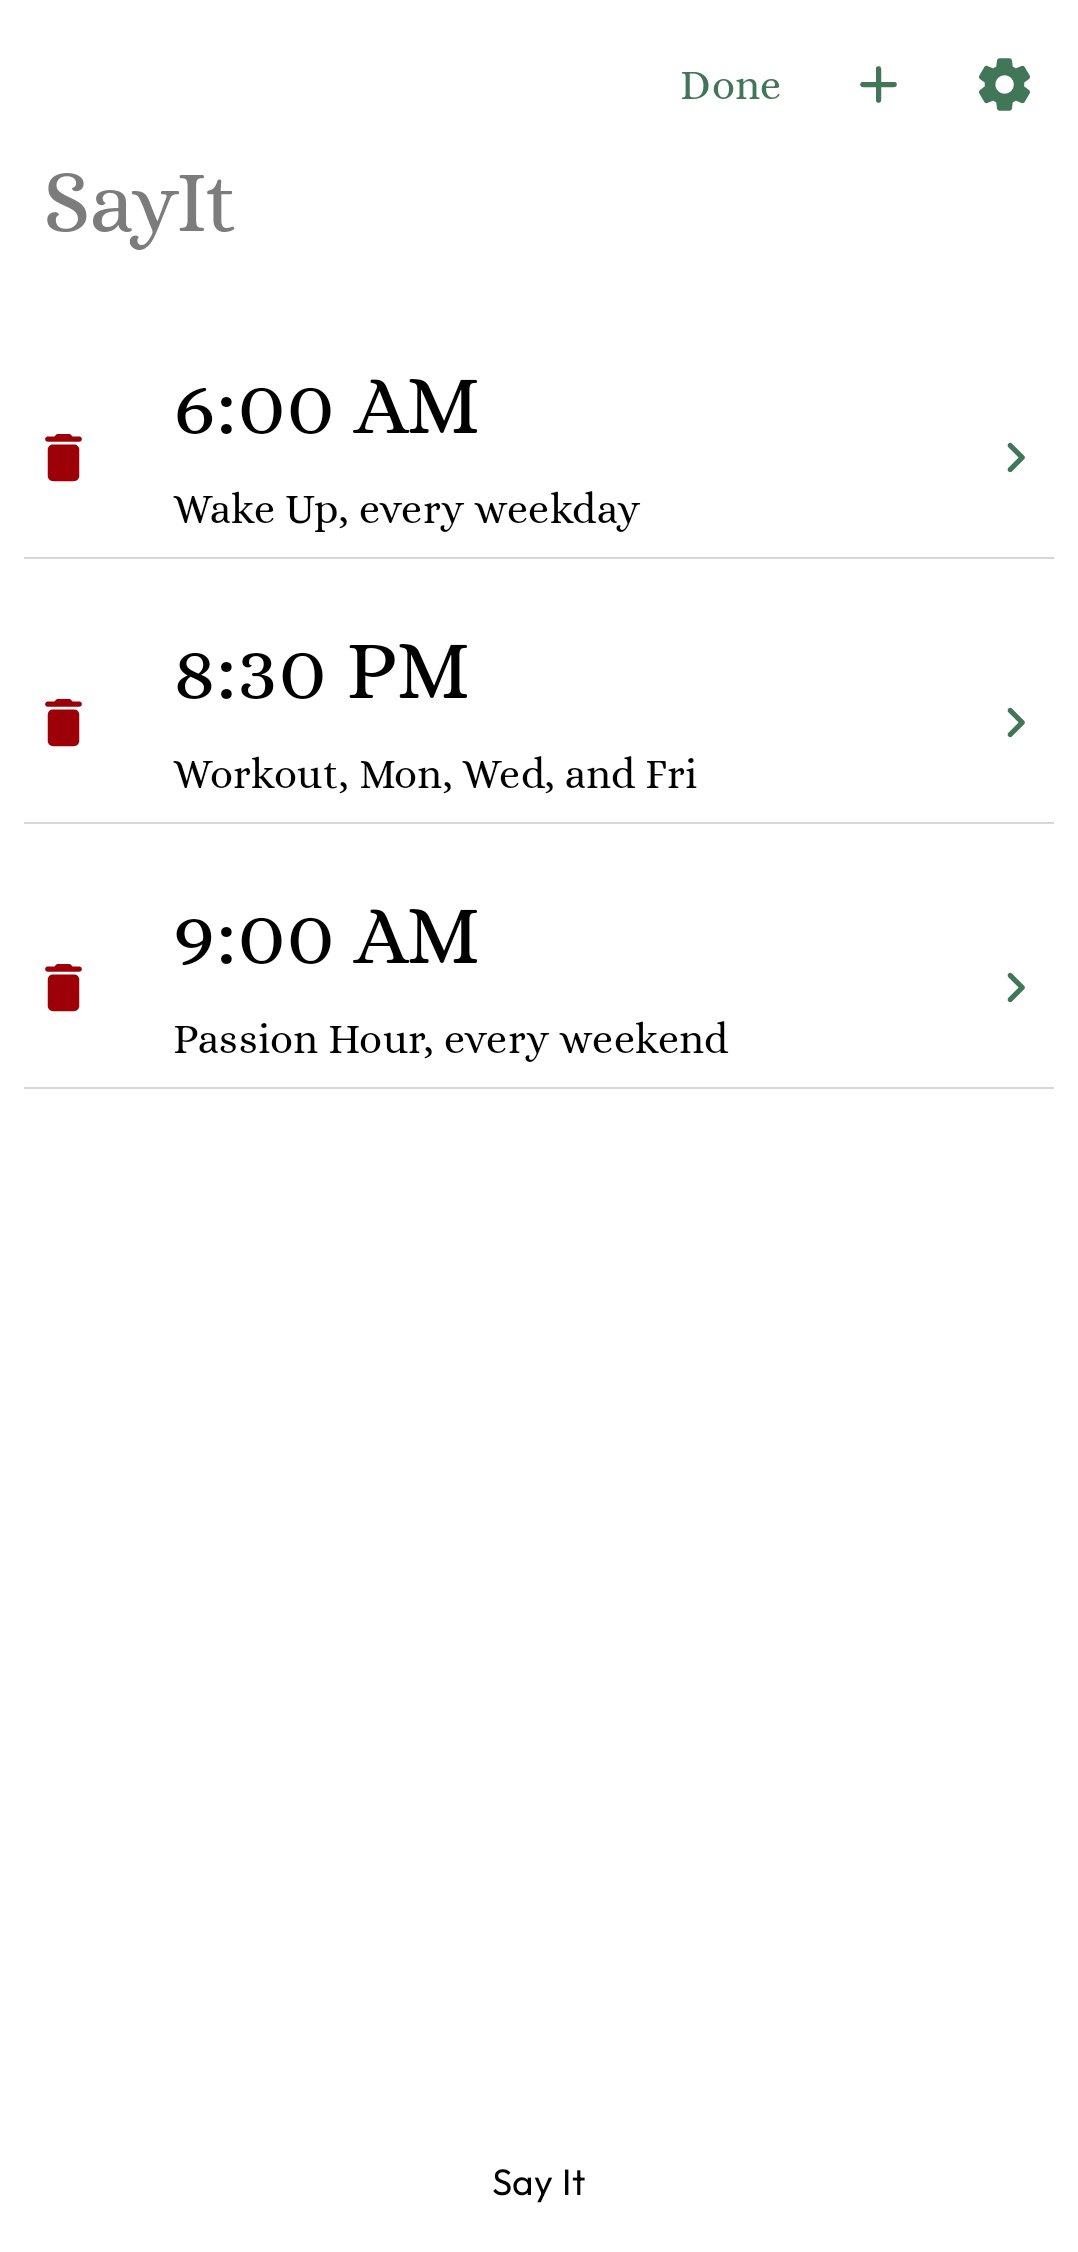 Done
SayIt
6:00 AM
Wake Up, every weekday
8:30 PM
Workout, Mon, Wed, and Fri
9:00 AM
Passion Hour, every weekend
Say It